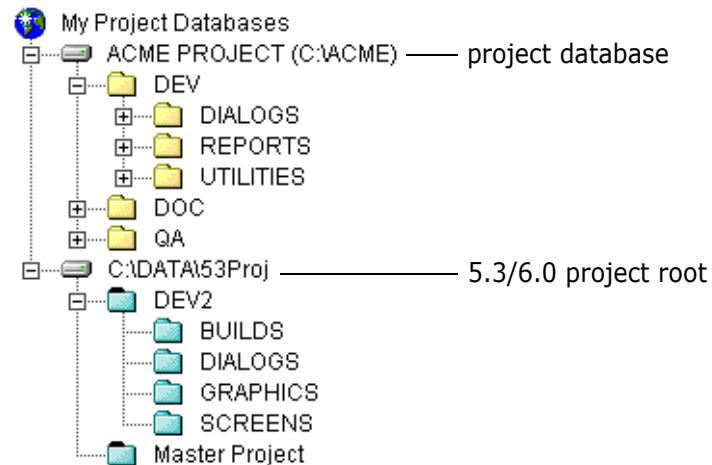 My Project Databases
ACME PROJECT (C:\ACME) project database
DEV
DIALOGS
REPORTS
UTILITIES
DOC
QA
C:\DATA\53Proj 5.3/6.0 project root
DEV2
BUILDS
DIALOGS
GRAPHICS
SCREENS
Master Project